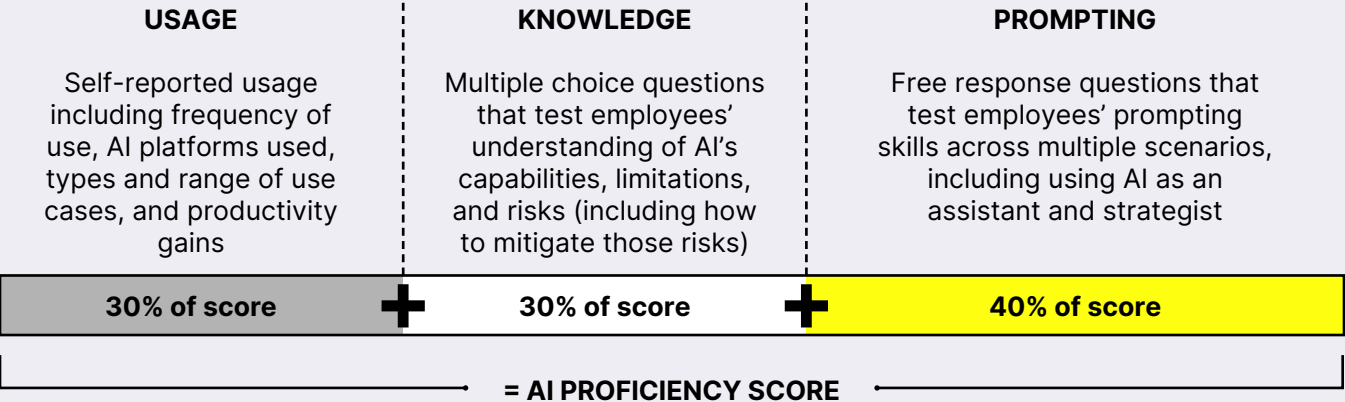 USAGE
Self-reported usage
including frequency of
use, AI platforms used,
types and range of use
cases, and productivity
gains
30% of score
KNOWLEDGE
Multiple choice questions
that test employees’
understanding of AI’s
capabilities, limitations,
and risks (including how
to mitigate those risks)
30% of score
PROMPTING
Free response questions that
test employees’ prompting
skills across multiple scenarios,
including using AI as an
assistant and strategist
40% of score
= AI PROFICIENCY SCORE